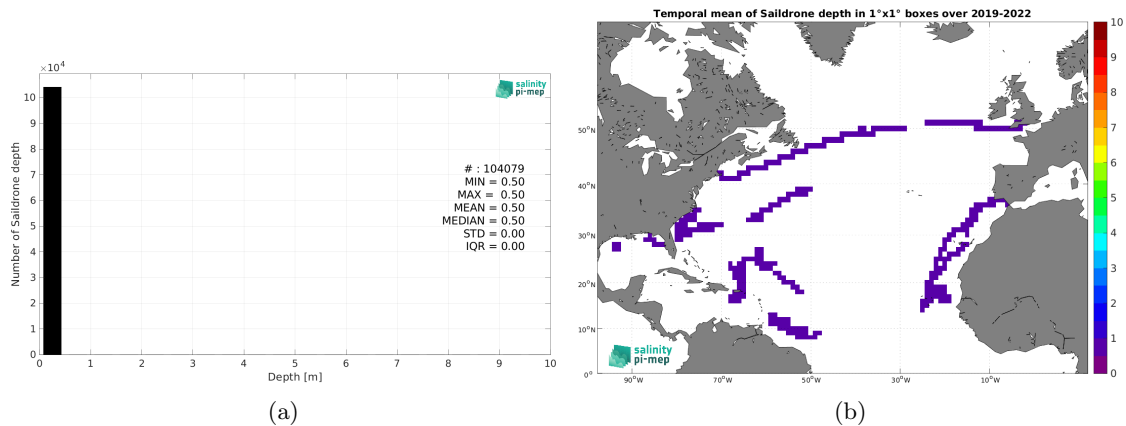 ×10⁴
10
9
8
7
6
5
4
3
2
1
0
Number of Saildrone depth
salinity
pi-mep
# : 104079
MIN = 0.50
MAX = 0.50
MEAN = 0.50
MEDIAN = 0.50
STD = 0.00
IQR = 0.00
0 1 2 3 4 5 6 7 8 9 10
Depth [m]
(a)
Temporal mean of Saildrone depth in 1°x1° boxes over 2019-2022
50°N
40°N
30°N
20°N
10°N
0°
90°W 70°W 50°W 30°W 10°W
salinity
pi-mep
10
9
8
7
6
5
4
3
2
1
0
(b)